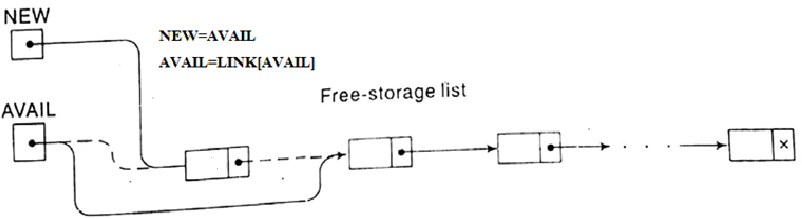 NEW
NEW=AVAIL
AVAIL=LINK[AVAIL]
Free-storage list
AVAIL
x